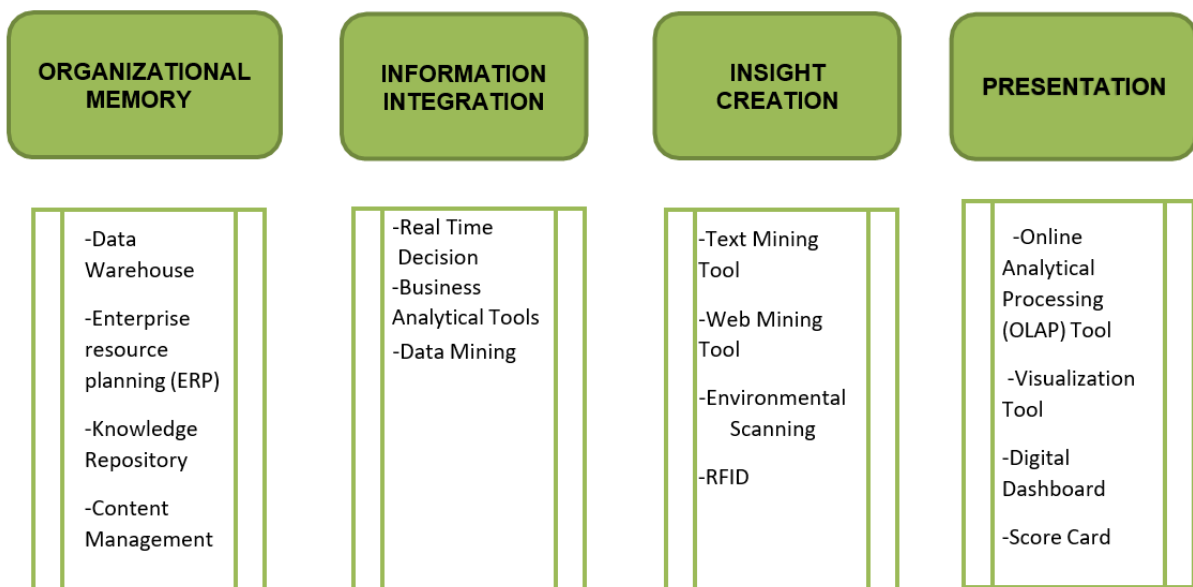 ORGANIZATIONAL
MEMORY
INFORMATION
INTEGRATION
INSIGHT
CREATION
PRESENTATION
-Data
Warehouse
-Enterprise
resource
planning (ERP)
-Knowledge
Repository
-Content
Management
-Real Time
Decision
-Business
Analytical Tools
-Data Mining
-Text Mining
Tool
-Web Mining
Tool
-Environmental
Scanning
-RFID
-Online
Analytical
Processing
(OLAP) Tool
-Visualization
Tool
-Digital
Dashboard
-Score Card